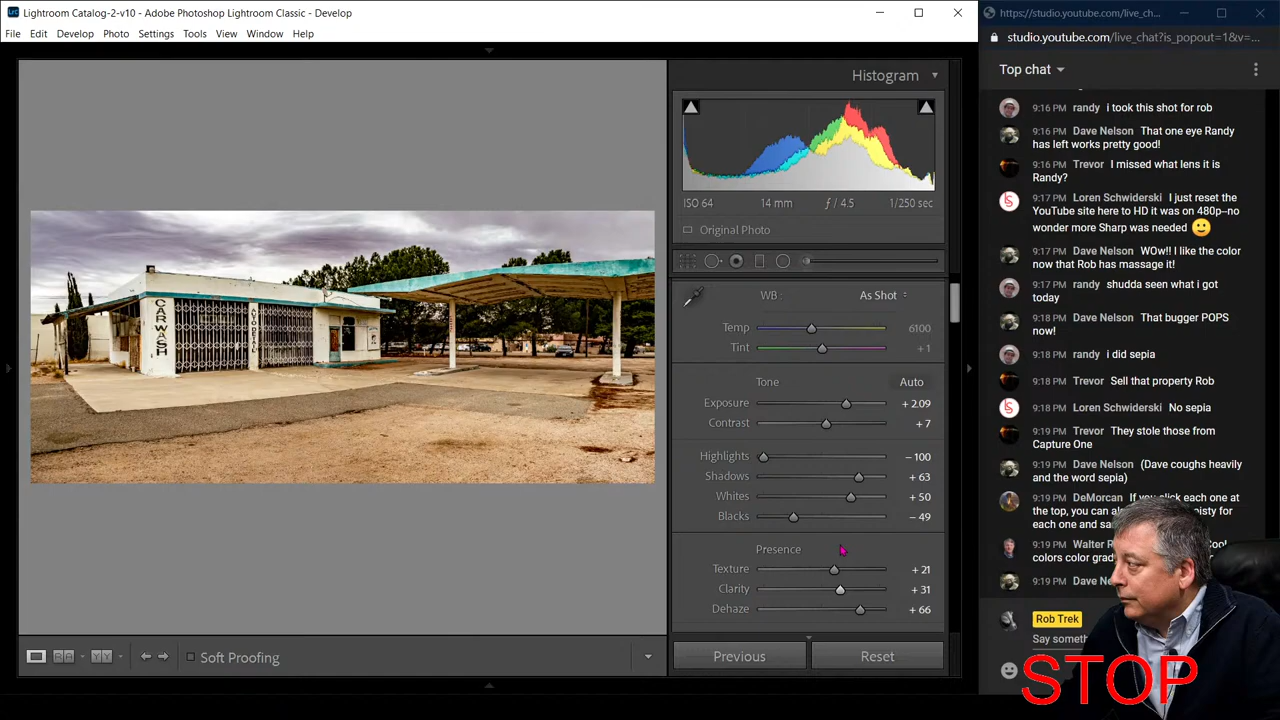 Lightroom Catalog-2-v10 - Adobe Photoshop Lightroom Classic - Develop
File Edit Develop Photo Settings Tools View Window Help
Histogram
ISO 64 14 mm ƒ / 4.5 1/250 sec
Original Photo
WB : As Shot
Temp 6100
Tint + 1
Tone Auto
Exposure + 2.09
Contrast + 7
Highlights − 100
Shadows + 63
Whites + 50
Blacks − 49
Presence
Texture + 21
Clarity + 31
Dehaze + 66
Previous Reset
Soft Proofing
CAR WASH
https://studio.youtube.com/live_c...
studio.youtube.com/live_chat?is_popout=1&v=...
Top chat
9:16 PM randy i took this shot for rob
9:16 PM Dave Nelson That one eye Randy
has left works pretty good!
9:16 PM Trevor I missed what lens it is
Randy?
9:17 PM Loren Schwiderski I just reset the
YouTube site here to HD it was on 480p–no
wonder more Sharp was needed
9:17 PM Dave Nelson WOw!! I like the color
now that Rob has massage it!
9:18 PM randy shudda seen what i got
today
9:18 PM Dave Nelson That bugger POPS
now!
9:18 PM randy i did sepia
9:18 PM Trevor Sell that property Rob
9:18 PM Loren Schwiderski No sepia
9:19 PM Trevor They stole those from
Capture One
9:19 PM Dave Nelson (Dave coughs heavily
and the word sepia)
9:19 PM DeMorcan If you click each one at
the top, you can
each one and
9:19 PM Walter
colors color
9:19 PM Dave
Rob Trek
Say
STOP